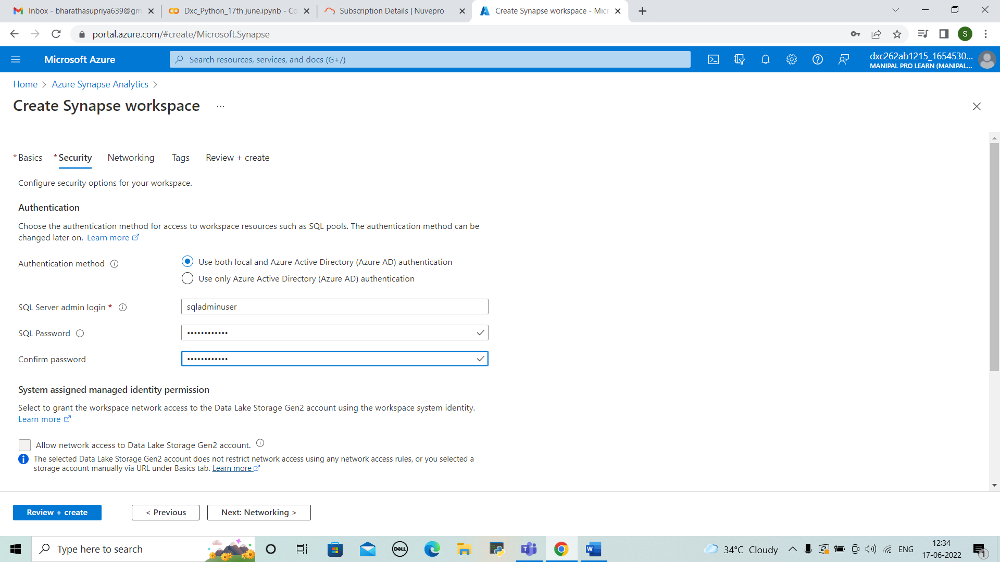 Inbox - bharathasupriya639@gm
Dxc_Python_17th june.ipynb - Co
Subscription Details | Nuvepro
Create Synapse workspace - Micr
portal.azure.com/#create/Microsoft.Synapse
S
Microsoft Azure
Search resources, services, and docs (G+/)
dxc262ab1215_1654530...
MANIPAL PRO LEARN (MANIPAL...
Home > Azure Synapse Analytics >
Create Synapse workspace ...
* Basics * Security Networking Tags Review + create
Configure security options for your workspace.
Authentication
Choose the authentication method for access to workspace resources such as SQL pools. The authentication method can be
changed later on. Learn more
Authentication method
Use both local and Azure Active Directory (Azure AD) authentication
Use only Azure Active Directory (Azure AD) authentication
SQL Server admin login *
sqladminuser
SQL Password
••••••••••••
Confirm password
••••••••••••
System assigned managed identity permission
Select to grant the workspace network access to the Data Lake Storage Gen2 account using the workspace system identity.
Learn more
Allow network access to Data Lake Storage Gen2 account.
The selected Data Lake Storage Gen2 account does not restrict network access using any network access rules, or you selected a
storage account manually via URL under Basics tab. Learn more
Review + create
< Previous
Next: Networking >
Type here to search
DELL
34°C Cloudy
ENG
12:34
17-06-2022
1